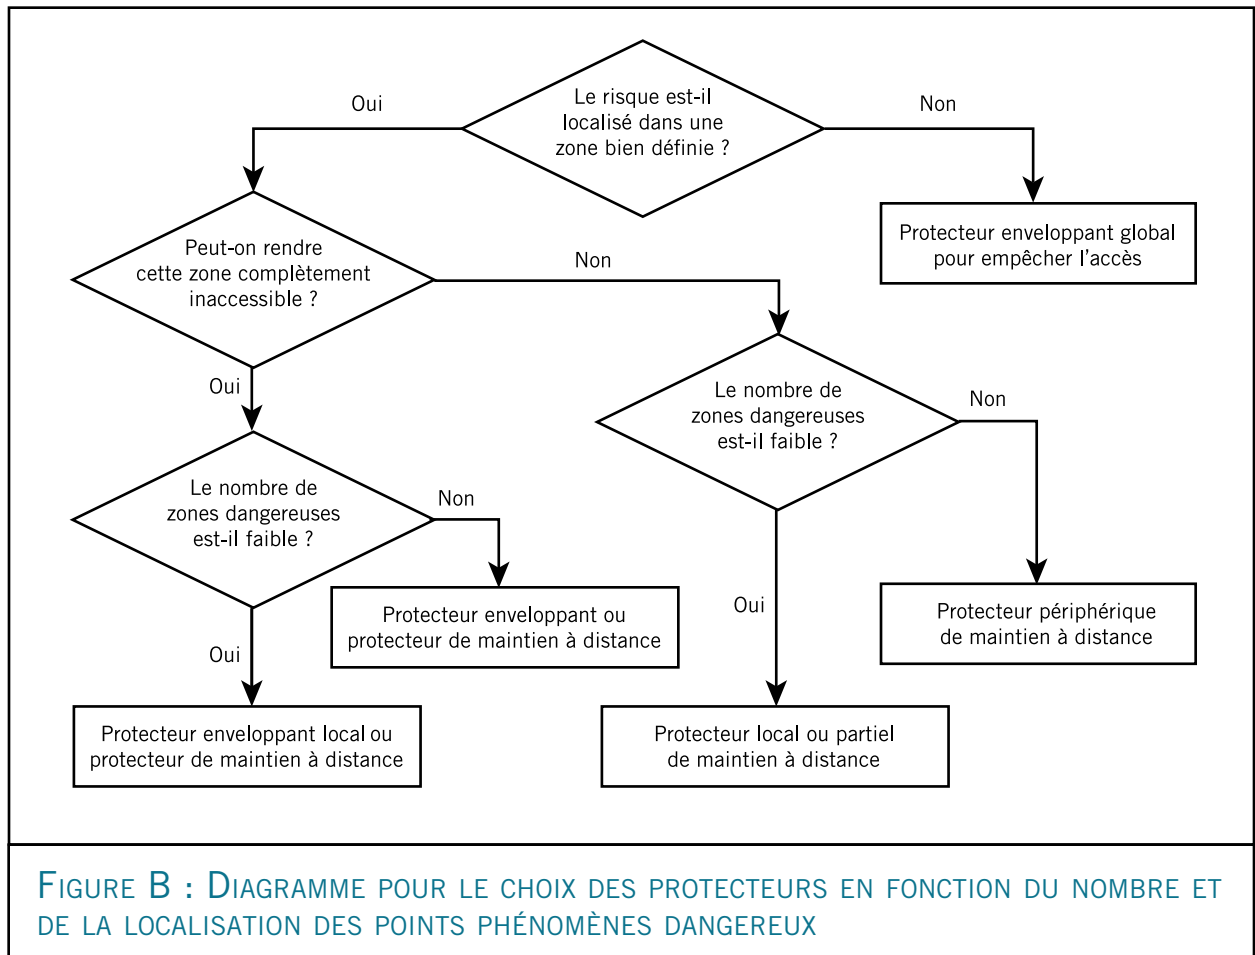 Le risque est-il
localisé dans une
zone bien définie ?
Oui
Non
Protecteur enveloppant global
pour empêcher l’accès
Peut-on rendre
cette zone complètement
inaccessible ?
Non
Oui
Le nombre de
zones dangereuses
est-il faible ?
Non
Le nombre de
zones dangereuses
est-il faible ?
Non
Protecteur enveloppant ou
protecteur de maintien à distance
Oui
Protecteur périphérique
de maintien à distance
Oui
Protecteur enveloppant local ou
protecteur de maintien à distance
Protecteur local ou partiel
de maintien à distance
FIGURE B : DIAGRAMME POUR LE CHOIX DES PROTECTEURS EN FONCTION DU NOMBRE ET
DE LA LOCALISATION DES POINTS PHÉNOMÈNES DANGEREUX